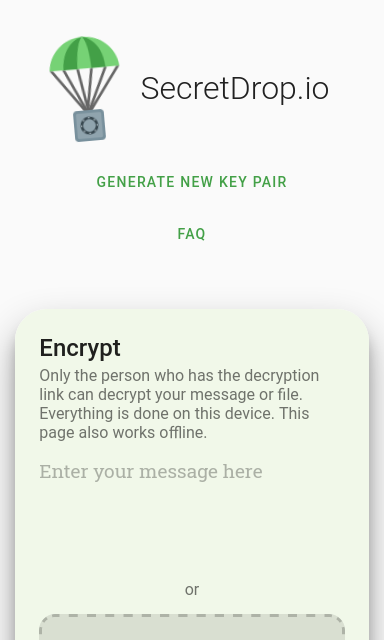 SecretDrop.io
GENERATE NEW KEY PAIR
FAQ
Encrypt
Only the person who has the decryption
link can decrypt your message or file.
Everything is done on this device. This
page also works offline.
Enter your message here
or